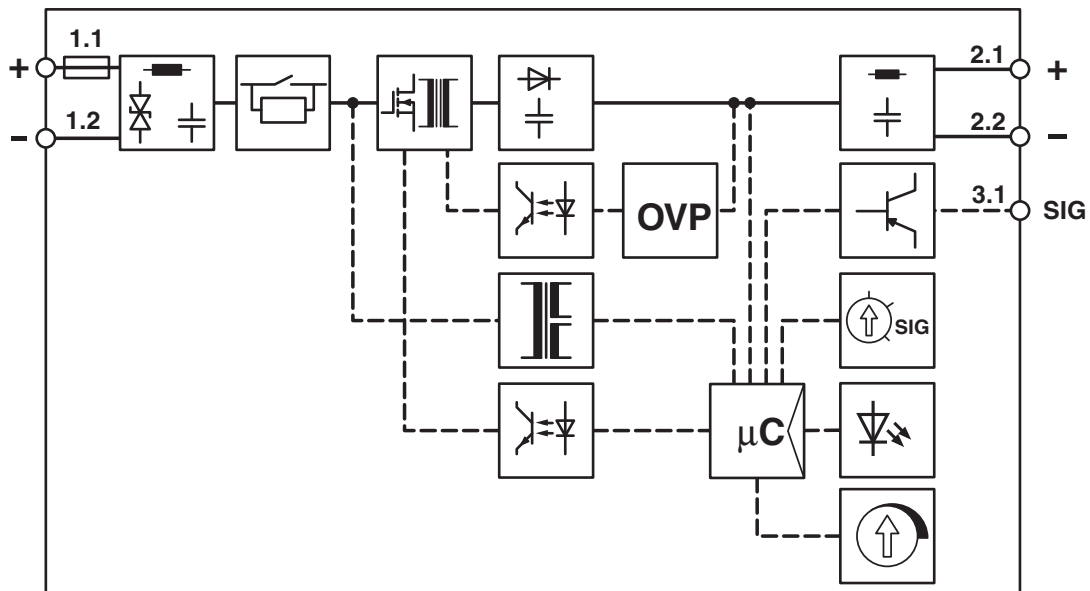 1.1
2.1
+
+
1.2
2.2
–
–
3.1
SIG
OVP
SIG
µC